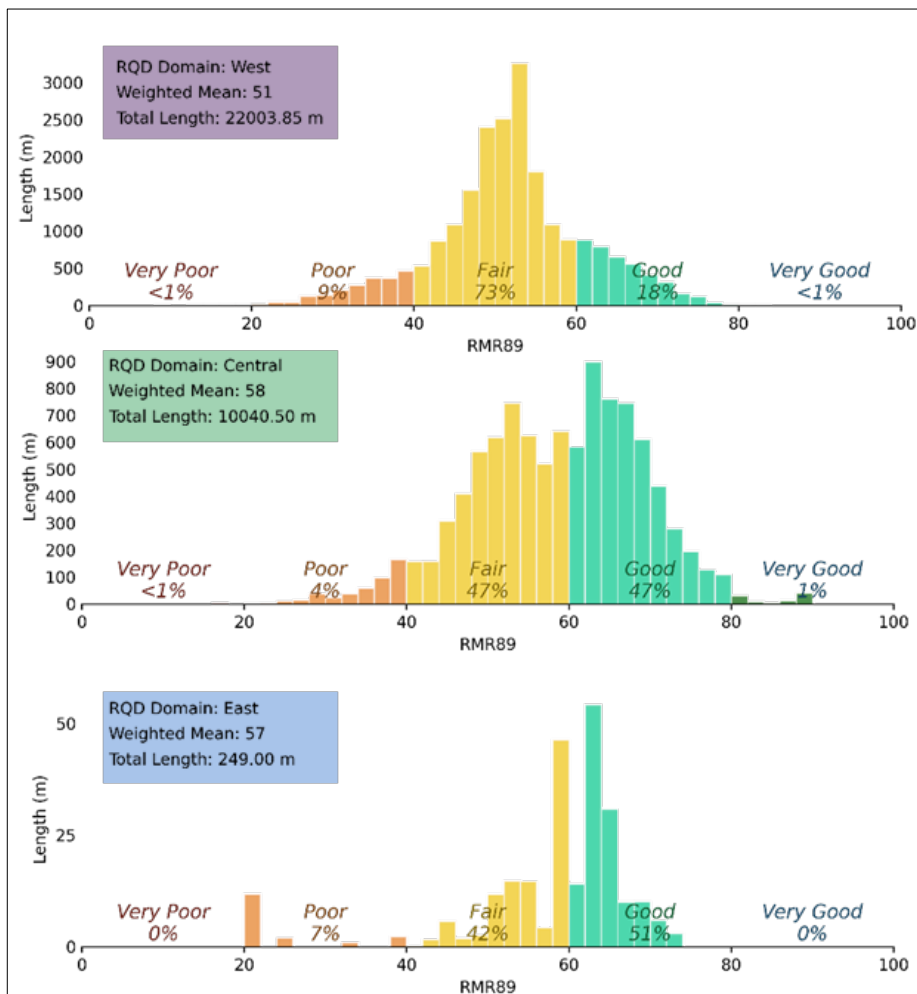 RQD Domain: West
Weighted Mean: 51
Total Length: 22003.85 m
Length (m)
3000
2500
2000
1500
1000
500
0
Very Poor Poor Fair Good Very Good
<1% 9% 73% 18% <1%
0 20 40 60 80 100
RMR89
RQD Domain: Central
Weighted Mean: 58
Total Length: 10040.50 m
Length (m)
900
800
700
600
500
400
300
200
100
0
Very Poor Poor Fair Good Very Good
<1% 4% 47% 47% 1%
0 20 40 60 80 100
RMR89
RQD Domain: East
Weighted Mean: 57
Total Length: 249.00 m
Length (m)
50
25
0
Very Poor Poor Fair Good Very Good
0% 7% 42% 51% 0%
0 20 40 60 80 100
RMR89